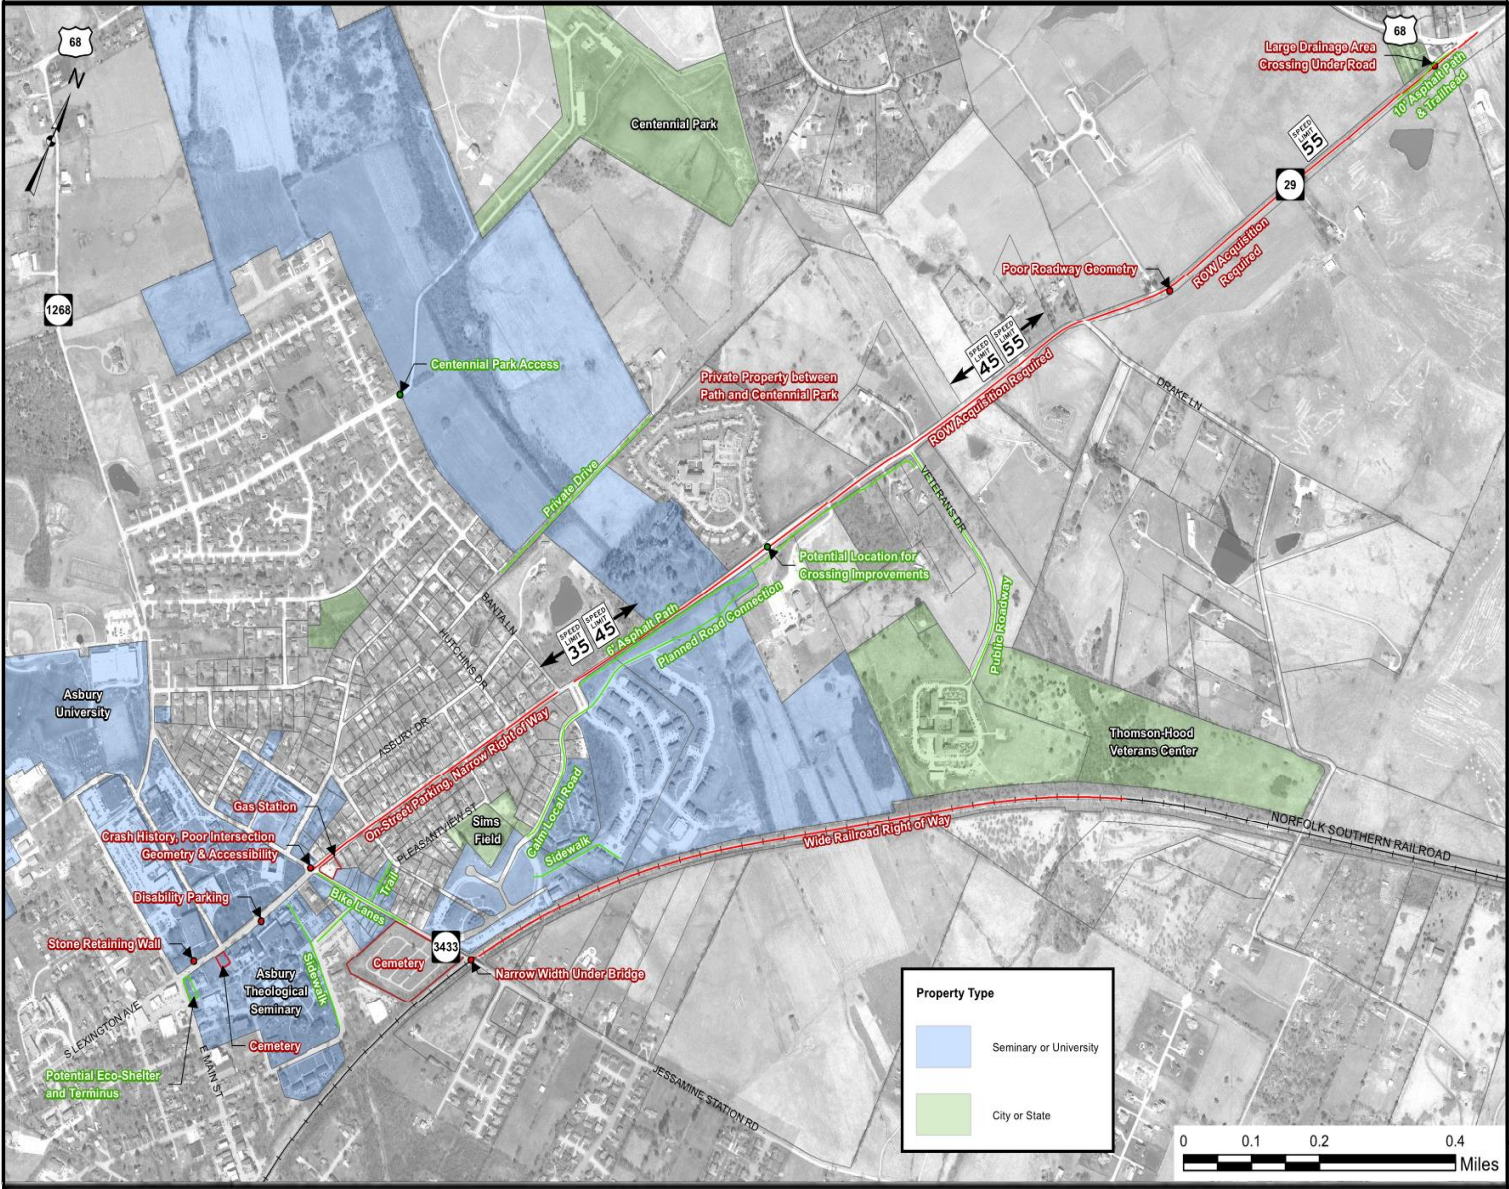 68
N
68
Large Drainage Area
Crossing Under Road
10' Asphalt Path
& Trailhead
SPEED
LIMIT
55
29
Centennial Park
ROW Acquisition
Required
Poor Roadway Geometry
1268
SPEED
LIMIT
45
SPEED
LIMIT
55
Centennial Park Access
Private Property between
Path and Centennial Park
ROW Acquisition Required
DRAKE LN
Private Drive
VETERANS DR
Potential Location for
Crossing Improvements
BANTA LN
HUTCHINS DR
SPEED
LIMIT
35
SPEED
LIMIT
45
6' Asphalt Path
Planned Road Connection
Public Roadway
Asbury
University
ASBURY DR
On-Street Parking, Narrow Right of Way
Thomson-Hood
Veterans Center
Gas Station
Crash History, Poor Intersection
Geometry & Accessibility
PLEASANTVIEW ST
Sims
Field
Calm Local Road
Sidewalk
Wide Railroad Right of Way
NORFOLK SOUTHERN RAILROAD
Trail
Bike Lanes
Disability Parking
Stone Retaining Wall
3433
Cemetery
Narrow Width Under Bridge
Asbury
Theological
Seminary
Sidewalk
S LEXINGTON AVE
Cemetery
E MAIN ST
Potential Eco-Shelter
and Terminus
JESSAMINE STATION RD
Property Type
Seminary or University
City or State
0 0.1 0.2 0.4
Miles